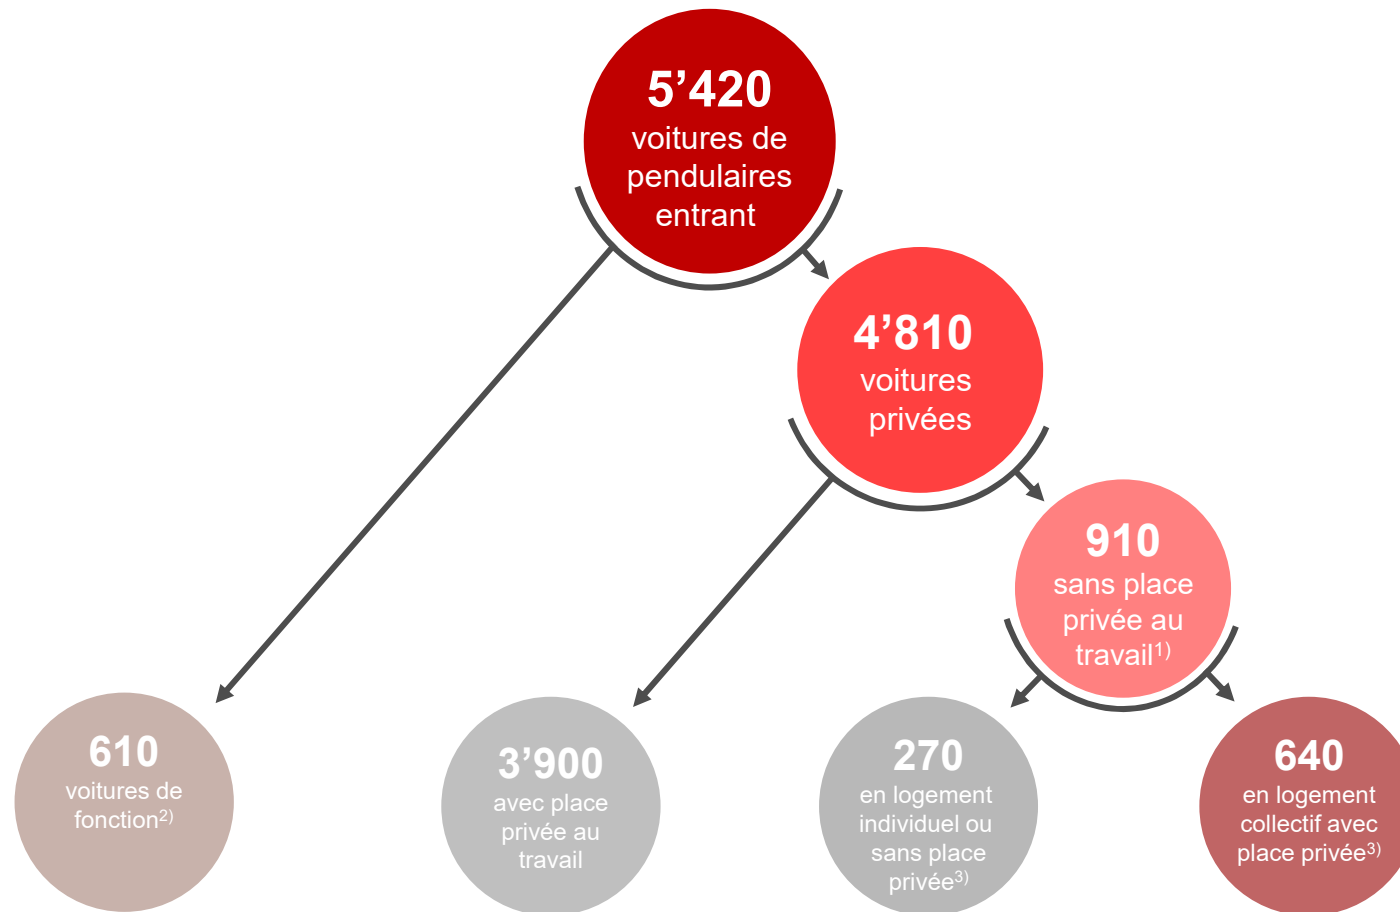 5’420
voitures de
pendulaires
entrant
4’810
voitures
privées
910
sans place
privée au
travail1)
610
voitures de
fonction2)
3’900
avec place
privée au
travail
270
en logement
individuel ou
sans place
privée3)
640
en logement
collectif avec
place privée3)